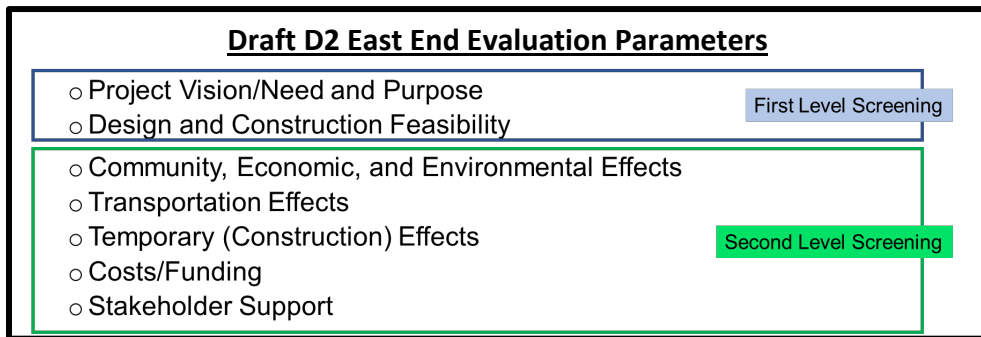 Draft D2 East End Evaluation Parameters
○ Project Vision/Need and Purpose
First Level Screening
○ Design and Construction Feasibility
○ Community, Economic, and Environmental Effects
○ Transportation Effects
○ Temporary (Construction) Effects
Second Level Screening
○ Costs/Funding
○ Stakeholder Support